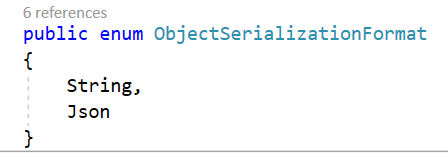 6 references
public enum ObjectSerializationFormat
{
    String,
    Json
}